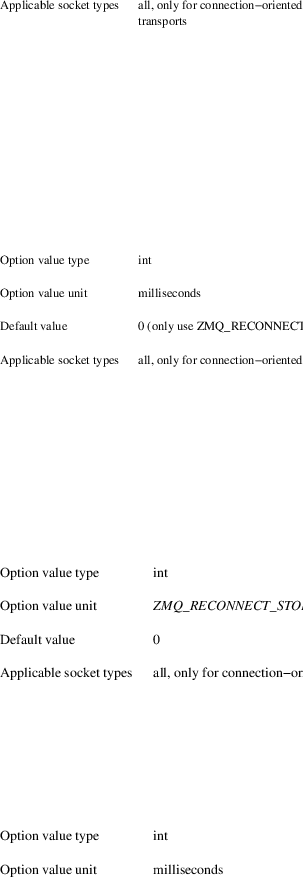 Applicable socket types all, only for connection−oriented
transports
Option value type int
Option value unit milliseconds
Default value 0 (only use ZMQ_RECONNECT
Applicable socket types all, only for connection−oriented
Option value type int
Option value unit ZMQ_RECONNECT_STO
Default value 0
Applicable socket types all, only for connection−or
Option value type int
Option value unit milliseconds